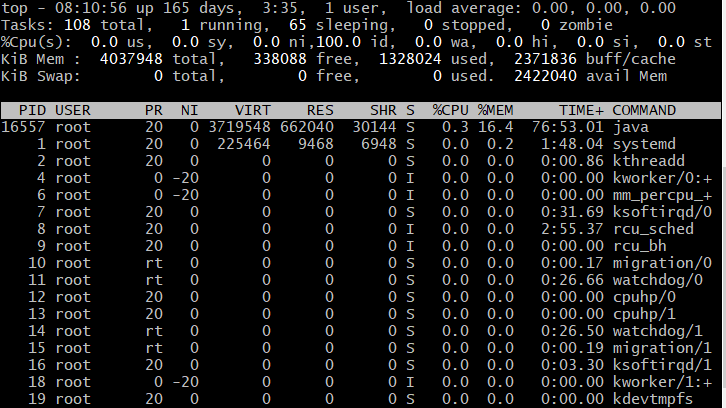 top - 08:10:56 up 165 days,  3:35,  1 user,  load average: 0.00, 0.00, 0.00
Tasks: 108 total,   1 running,  65 sleeping,   0 stopped,   0 zombie
%Cpu(s):  0.0 us,  0.0 sy,  0.0 ni,100.0 id,  0.0 wa,  0.0 hi,  0.0 si,  0.0 st
KiB Mem :  4037948 total,   338088 free,  1328024 used,  2371836 buff/cache
KiB Swap:        0 total,        0 free,        0 used.  2422040 avail Mem
  PID USER      PR  NI    VIRT    RES    SHR S  %CPU %MEM     TIME+ COMMAND
16557 root      20   0 3719548 662040  30144 S   0.3 16.4  76:53.01 java
    1 root      20   0  225464   9468   6948 S   0.0  0.2   1:48.04 systemd
    2 root      20   0       0      0      0 S   0.0  0.0   0:00.86 kthreadd
    4 root       0 -20       0      0      0 I   0.0  0.0   0:00.00 kworker/0:+
    6 root       0 -20       0      0      0 I   0.0  0.0   0:00.00 mm_percpu_+
    7 root      20   0       0      0      0 S   0.0  0.0   0:31.69 ksoftirqd/0
    8 root      20   0       0      0      0 I   0.0  0.0   2:55.37 rcu_sched
    9 root      20   0       0      0      0 I   0.0  0.0   0:00.00 rcu_bh
   10 root      rt   0       0      0      0 S   0.0  0.0   0:00.17 migration/0
   11 root      rt   0       0      0      0 S   0.0  0.0   0:26.66 watchdog/0
   12 root      20   0       0      0      0 S   0.0  0.0   0:00.00 cpuhp/0
   13 root      20   0       0      0      0 S   0.0  0.0   0:00.00 cpuhp/1
   14 root      rt   0       0      0      0 S   0.0  0.0   0:26.50 watchdog/1
   15 root      rt   0       0      0      0 S   0.0  0.0   0:00.19 migration/1
   16 root      20   0       0      0      0 S   0.0  0.0   0:03.30 ksoftirqd/1
   18 root       0 -20       0      0      0 I   0.0  0.0   0:00.00 kworker/1:+
   19 root      20   0       0      0      0 S   0.0  0.0   0:00.00 kdevtmpfs